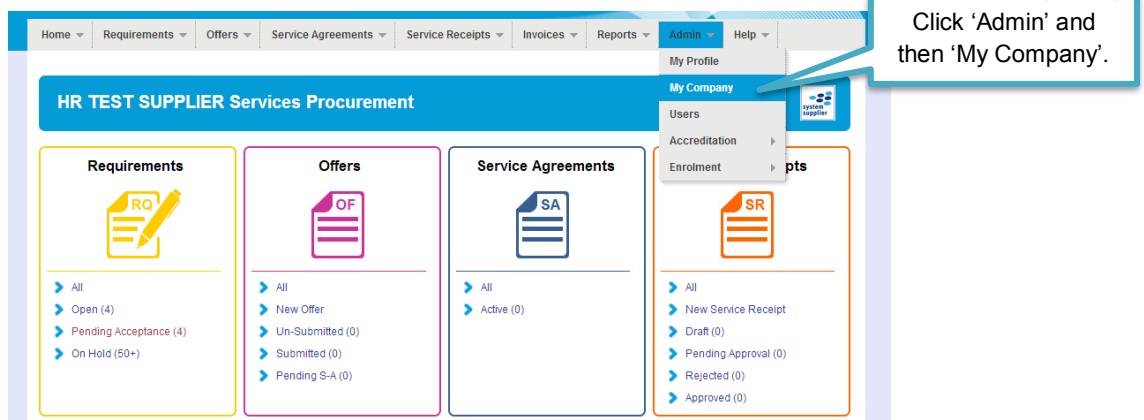 Click ‘Admin’ and
then ‘My Company’.
Home Requirements Offers Service Agreements Service Receipts Invoices Reports Admin Help
My Profile
My Company
Users
Accreditation
Enrolment
HR TEST SUPPLIER Services Procurement
system
supplier
Requirements
RQ
All
Open (4)
Pending Acceptance (4)
On Hold (50+)
Offers
OF
All
New Offer
Un-Submitted (0)
Submitted (0)
Pending S-A (0)
Service Agreements
SA
All
Active (0)
pts
SR
All
New Service Receipt
Draft (0)
Pending Approval (0)
Rejected (0)
Approved (0)